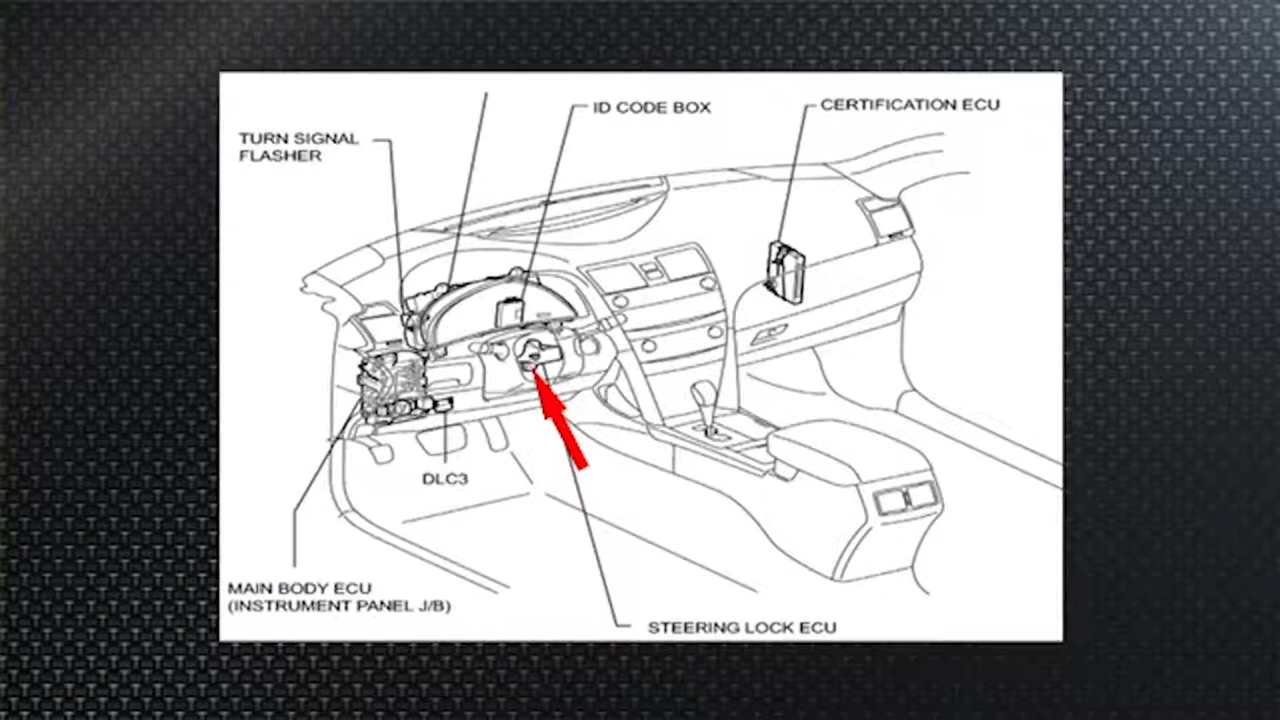 ID CODE BOX
CERTIFICATION ECU
TURN SIGNAL
FLASHER
DLC3
MAIN BODY ECU
(INSTRUMENT PANEL J/B)
STEERING LOCK ECU